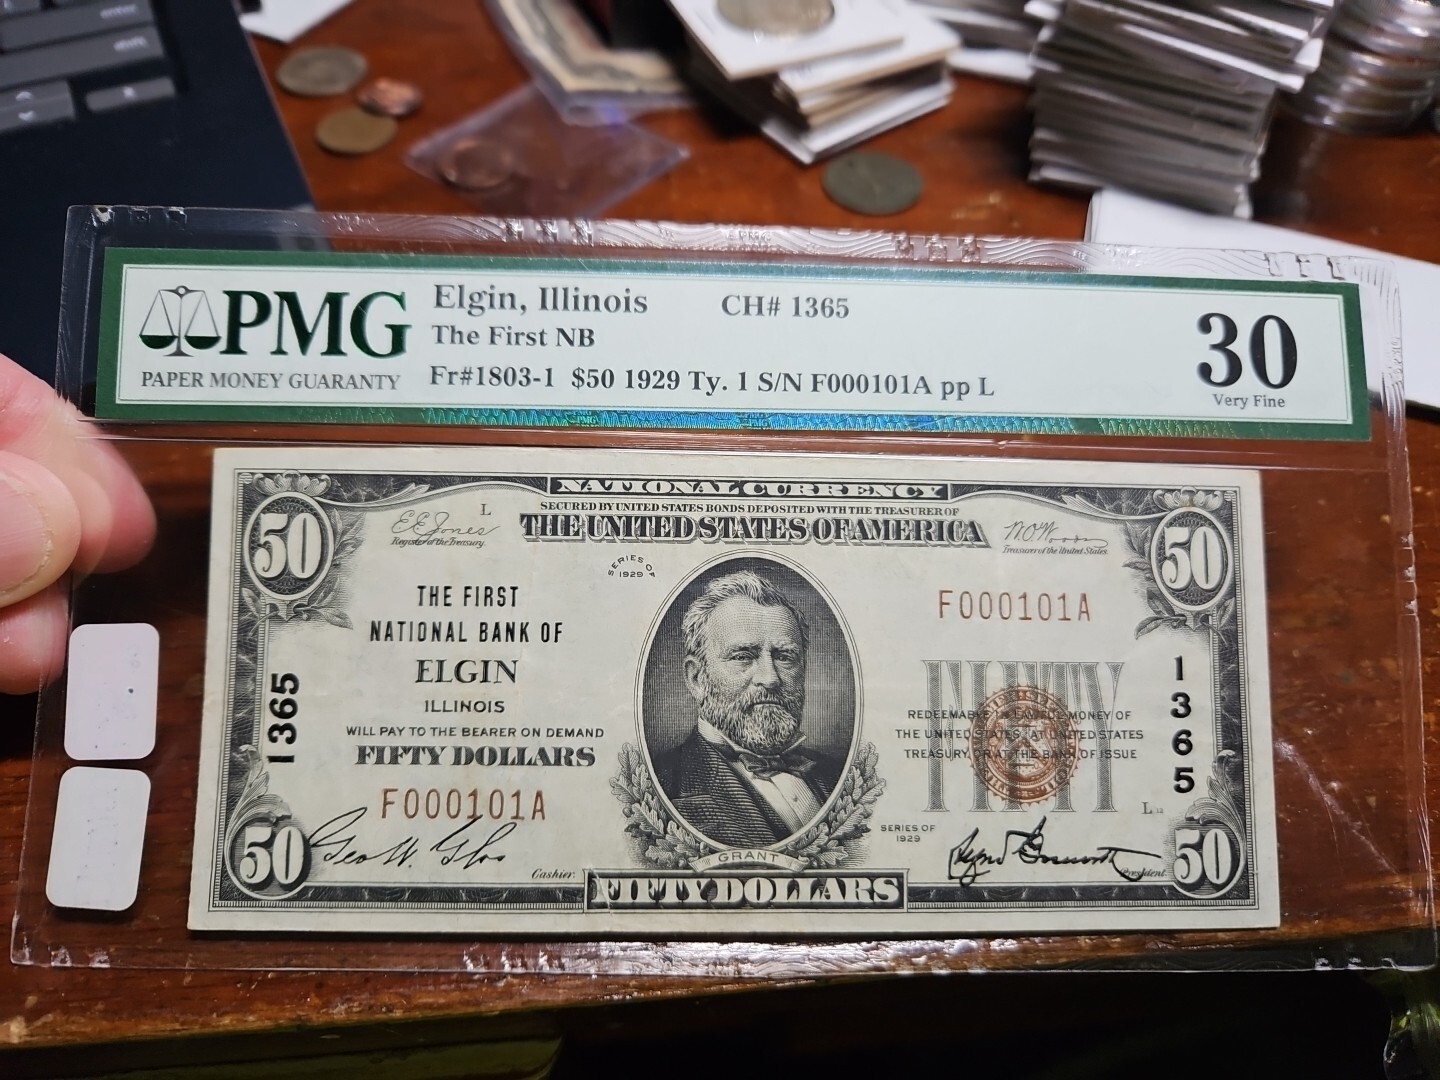 PMG
PAPER MONEY GUARANTY
Elgin, Illinois CH# 1365
The First NB
Fr#1803-1 $50 1929 Ty. 1 S/N F000101A pp L
30
Very Fine
NATIONAL CURRENCY
SECURED BY UNITED STATES BONDS DEPOSITED WITH THE TREASURER OF
THE UNITED STATES OF AMERICA
50
L
E E Jones
Register of the Treasury.
W. O. Woods
Treasurer of the United States.
50
SERIES OF
1929
THE FIRST
NATIONAL BANK OF
ELGIN
ILLINOIS
WILL PAY TO THE BEARER ON DEMAND
FIFTY DOLLARS
F000101A
1365
F000101A
FIFTY
REDEEMABLE IN LAWFUL MONEY OF
THE UNITED STATES AT UNITED STATES
TREASURY OR AT THE BANK OF ISSUE
1365
L
SERIES OF
1929
50
Geo W.
Cashier.
GRANT
FIFTY DOLLARS
President.
50